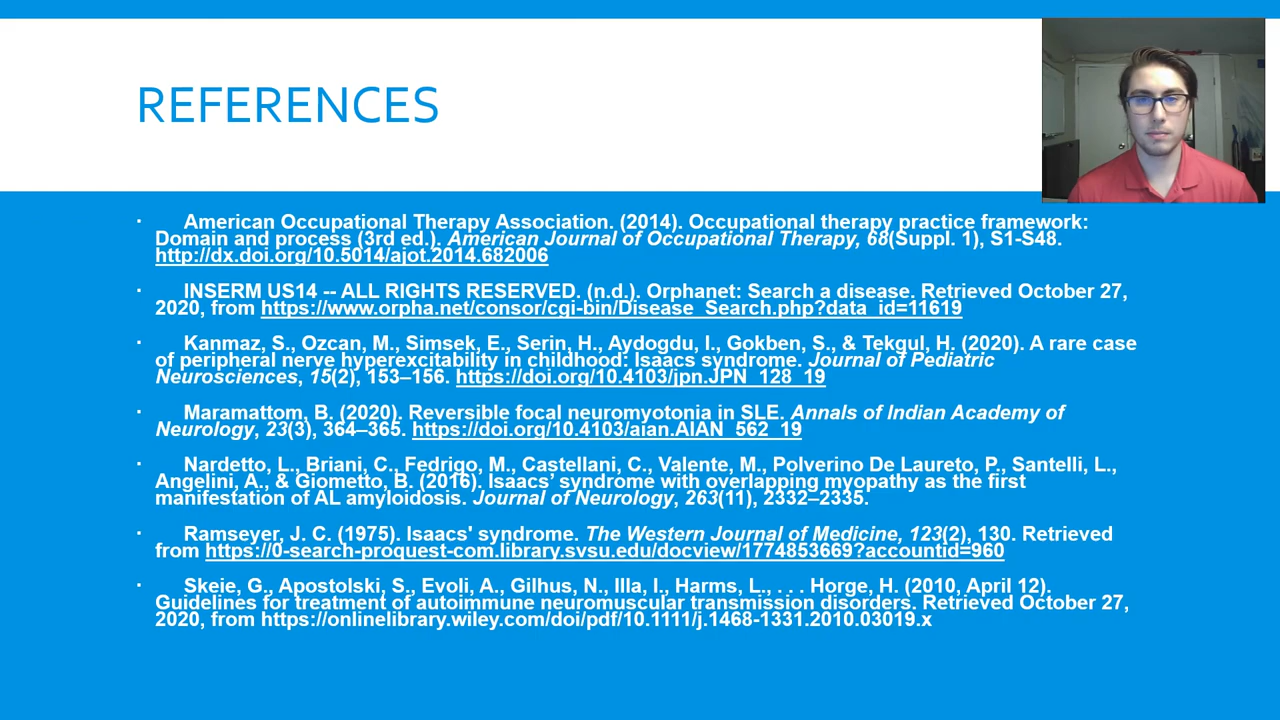 REFERENCES
· American Occupational Therapy Association. (2014). Occupational therapy practice framework:
Domain and process (3rd ed.). American Journal of Occupational Therapy, 68(Suppl. 1), S1-S48.
http://dx.doi.org/10.5014/ajot.2014.682006
· INSERM US14 -- ALL RIGHTS RESERVED. (n.d.). Orphanet: Search a disease. Retrieved October 27,
2020, from https://www.orpha.net/consor/cgi-bin/Disease_Search.php?data_id=11619
· Kanmaz, S., Ozcan, M., Simsek, E., Serin, H., Aydogdu, I., Gokben, S., & Tekgul, H. (2020). A rare case
of peripheral nerve hyperexcitability in childhood: Isaacs syndrome. Journal of Pediatric
Neurosciences, 15(2), 153–156. https://doi.org/10.4103/jpn.JPN_128_19
· Maramattom, B. (2020). Reversible focal neuromyotonia in SLE. Annals of Indian Academy of
Neurology, 23(3), 364–365. https://doi.org/10.4103/aian.AIAN_562_19
· Nardetto, L., Briani, C., Fedrigo, M., Castellani, C., Valente, M., Polverino De Laureto, P., Santelli, L.,
Angelini, A., & Giometto, B. (2016). Isaacs’ syndrome with overlapping myopathy as the first
manifestation of AL amyloidosis. Journal of Neurology, 263(11), 2332–2335.
· Ramseyer, J. C. (1975). Isaacs' syndrome. The Western Journal of Medicine, 123(2), 130. Retrieved
from https://0-search-proquest-com.library.svsu.edu/docview/1774853669?accountid=960
· Skeie, G., Apostolski, S., Evoli, A., Gilhus, N., Illa, I., Harms, L., . . . Horge, H. (2010, April 12).
Guidelines for treatment of autoimmune neuromuscular transmission disorders. Retrieved October 27,
2020, from https://onlinelibrary.wiley.com/doi/pdf/10.1111/j.1468-1331.2010.03019.x